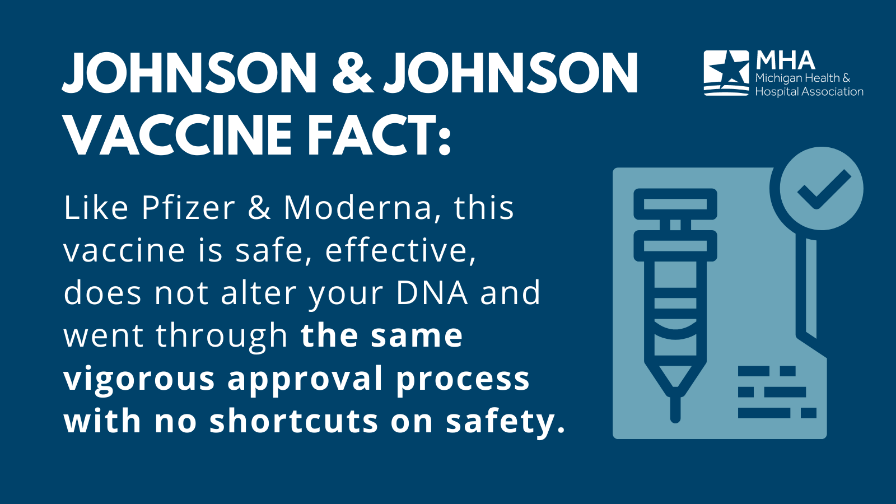 JOHNSON & JOHNSON
VACCINE FACT:
MHA
Michigan Health &
Hospital Association
Like Pfizer & Moderna, this
vaccine is safe, effective,
does not alter your DNA and
went through the same
vigorous approval process
with no shortcuts on safety.